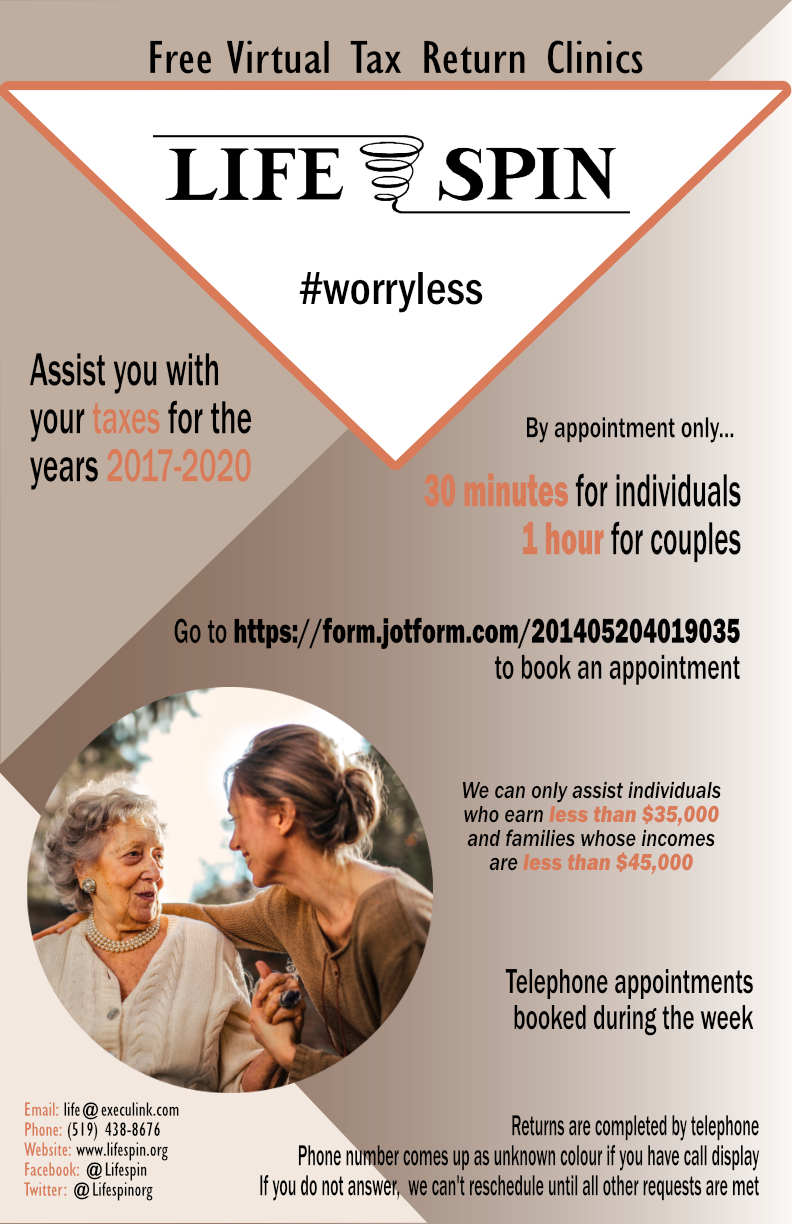 Free Virtual Tax Return Clinics
LIFE SPIN
#worryless
Assist you with
your taxes for the
years 2017-2020
By appointment only...
30 minutes for individuals
1 hour for couples
Go to https://form.jotform.com/201405204019035
to book an appointment
We can only assist individuals
who earn less than $35,000
and families whose incomes
are less than $45,000
Telephone appointments
booked during the week
Email: life@execulink.com
Phone: (519) 438-8676
Website: www.lifespin.org
Facebook: @Lifespin
Twitter: @Lifespinorg
Returns are completed by telephone
Phone number comes up as unknown colour if you have call display
If you do not answer, we can't reschedule until all other requests are met